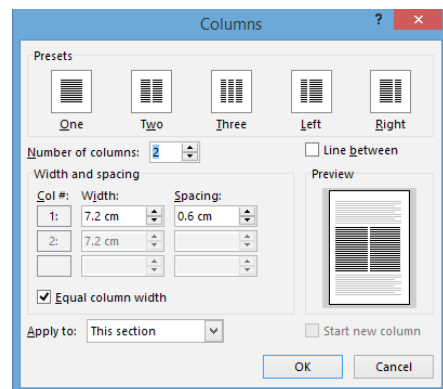 Columns
?
Presets
One Two Three Left Right
Number of columns: 2
Line between
Width and spacing
Preview
Col #: Width: Spacing:
1: 7.2 cm 0.6 cm
2: 7.2 cm
Equal column width
Apply to: This section
Start new column
OK Cancel